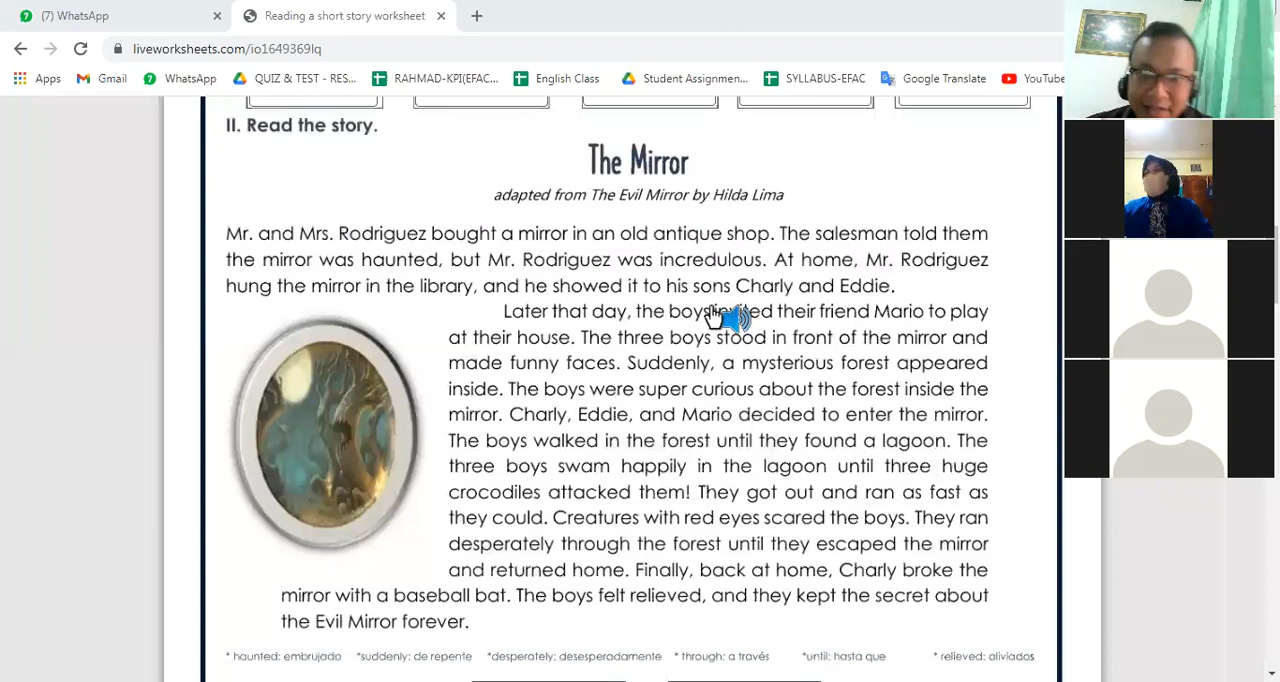 (7) WhatsApp
Reading a short story worksheet
liveworksheets.com/io1649369lq
Apps Gmail WhatsApp QUIZ & TEST - RES... RAHMAD-KPI(EFAC... English Class Student Assignmen... SYLLABUS-EFAC Google Translate YouTube
II. Read the story.
The Mirror
adapted from The Evil Mirror by Hilda Lima
Mr. and Mrs. Rodriguez bought a mirror in an old antique shop. The salesman told them
the mirror was haunted, but Mr. Rodriguez was incredulous. At home, Mr. Rodriguez
hung the mirror in the library, and he showed it to his sons Charly and Eddie.
Later that day, the boys invited their friend Mario to play
at their house. The three boys stood in front of the mirror and
made funny faces. Suddenly, a mysterious forest appeared
inside. The boys were super curious about the forest inside the
mirror. Charly, Eddie, and Mario decided to enter the mirror.
The boys walked in the forest until they found a lagoon. The
three boys swam happily in the lagoon until three huge
crocodiles attacked them! They got out and ran as fast as
they could. Creatures with red eyes scared the boys. They ran
desperately through the forest until they escaped the mirror
and returned home. Finally, back at home, Charly broke the
mirror with a baseball bat. The boys felt relieved, and they kept the secret about
the Evil Mirror forever.
* haunted: embrujado *suddenly: de repente *desperately: desesperadamente * through: a través *until: hasta que * relieved: aliviados